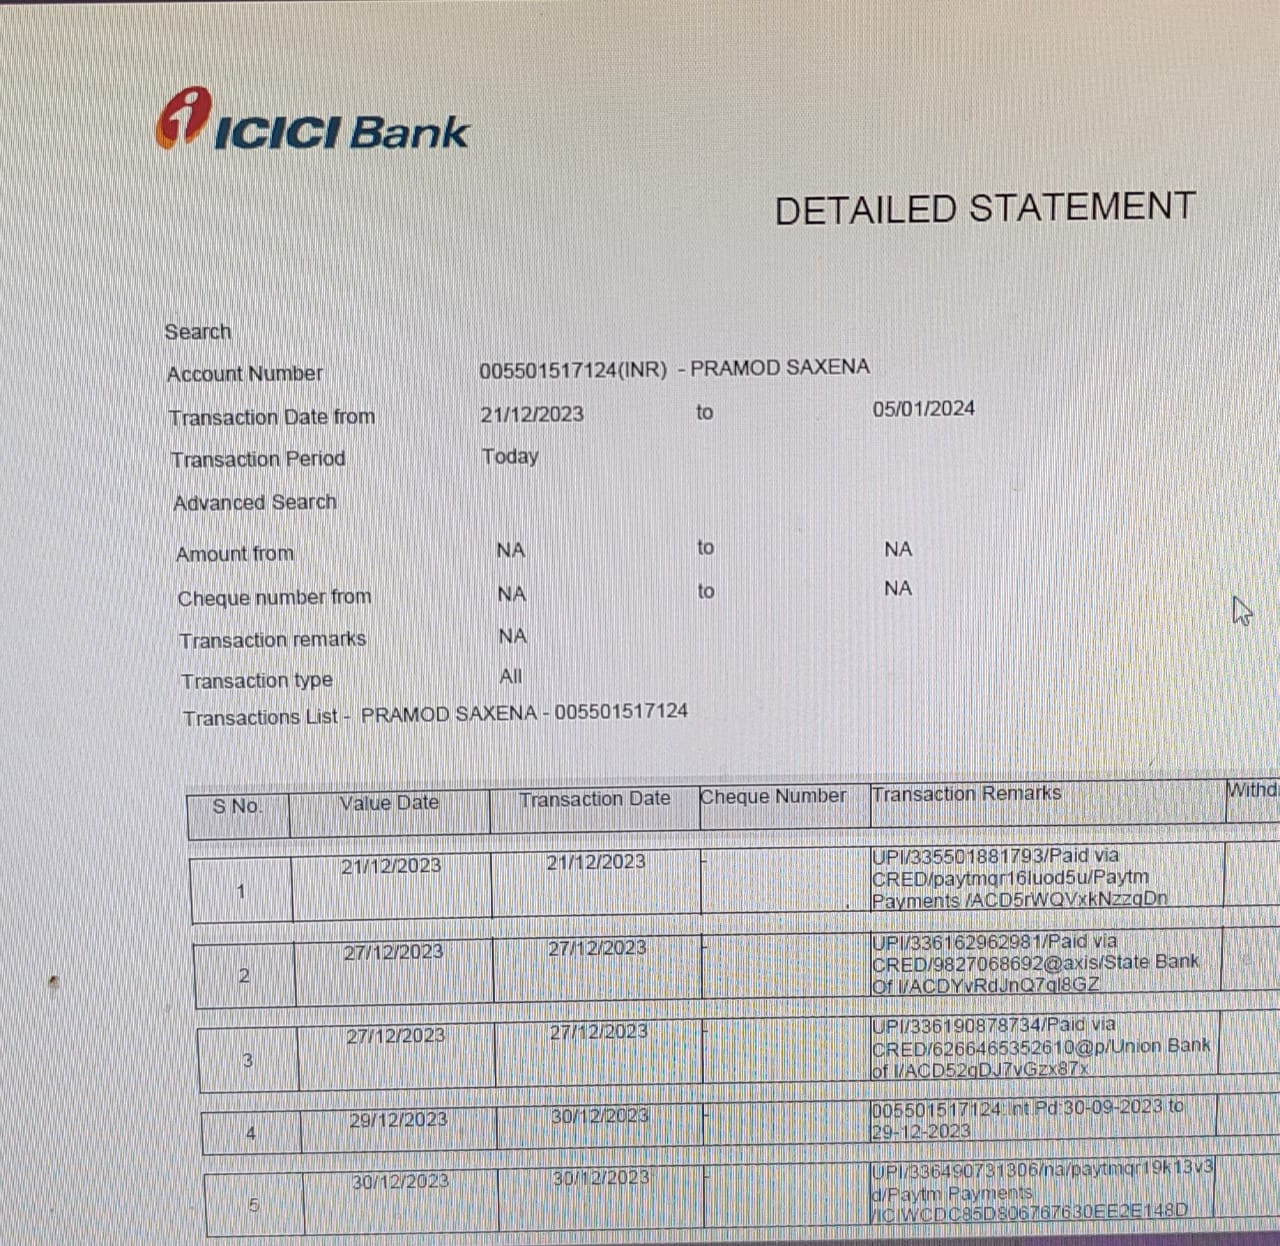 ICICI Bank
DETAILED STATEMENT
Search
Account Number 005501517124(INR) - PRAMOD SAXENA
Transaction Date from 21/12/2023 to 05/01/2024
Transaction Period Today
Advanced Search
Amount from NA to NA
Cheque number from NA to NA
Transaction remarks NA
Transaction type All
Transactions List - PRAMOD SAXENA - 005501517124
S No. Value Date Transaction Date Cheque Number Transaction Remarks
1 21/12/2023 21/12/2023 - UPI/335501881793/Paid via
CRED/paytmqr16luod5u/Paytm
Payments /ACD5rWQVxkNzzqDn
2 27/12/2023 27/12/2023 - UPI/336162962981/Paid via
CRED/9827068692@axis/State Bank
Of I/ACDYvRdJnQ7ql8GZ
3 27/12/2023 27/12/2023 - UPI/336190878734/Paid via
CRED/6266465352610@p/Union Bank
of I/ACD52qDJ7vGzx87x
4 29/12/2023 30/12/2023 - 005501517124:Int.Pd:30-09-2023 to
29-12-2023
5 30/12/2023 30/12/2023 - UPI/336490731306/na/paytmqr19k13v3
d/Paytm Payments
/ICIWCDC85D806767630EE2E148D